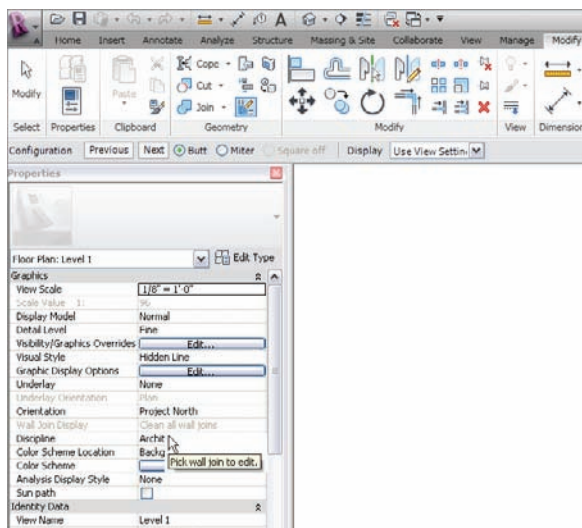 R
A
Home Insert Annotate Analyze Structure Massing & Site Collaborate View Manage Modify
Modify Paste Cope Cut Join
Select Properties Clipboard Geometry Modify View Dimension
Configuration Previous Next Butt Miter Square off Display Use View Settin
Properties
Floor Plan: Level 1 Edit Type
Graphics
View Scale 1/8" = 1'-0"
Scale Value 1: 96
Display Model Normal
Detail Level Fine
Visibility/Graphics Overrides Edit...
Visual Style Hidden Line
Graphic Display Options Edit...
Underlay None
Underlay Orientation Plan
Orientation Project North
Wall Join Display Clean all wall joins
Discipline Archit
Color Scheme Location Backg
Color Scheme
Pick wall join to edit.
Analysis Display Style None
Sun path
Identity Data
View Name Level 1